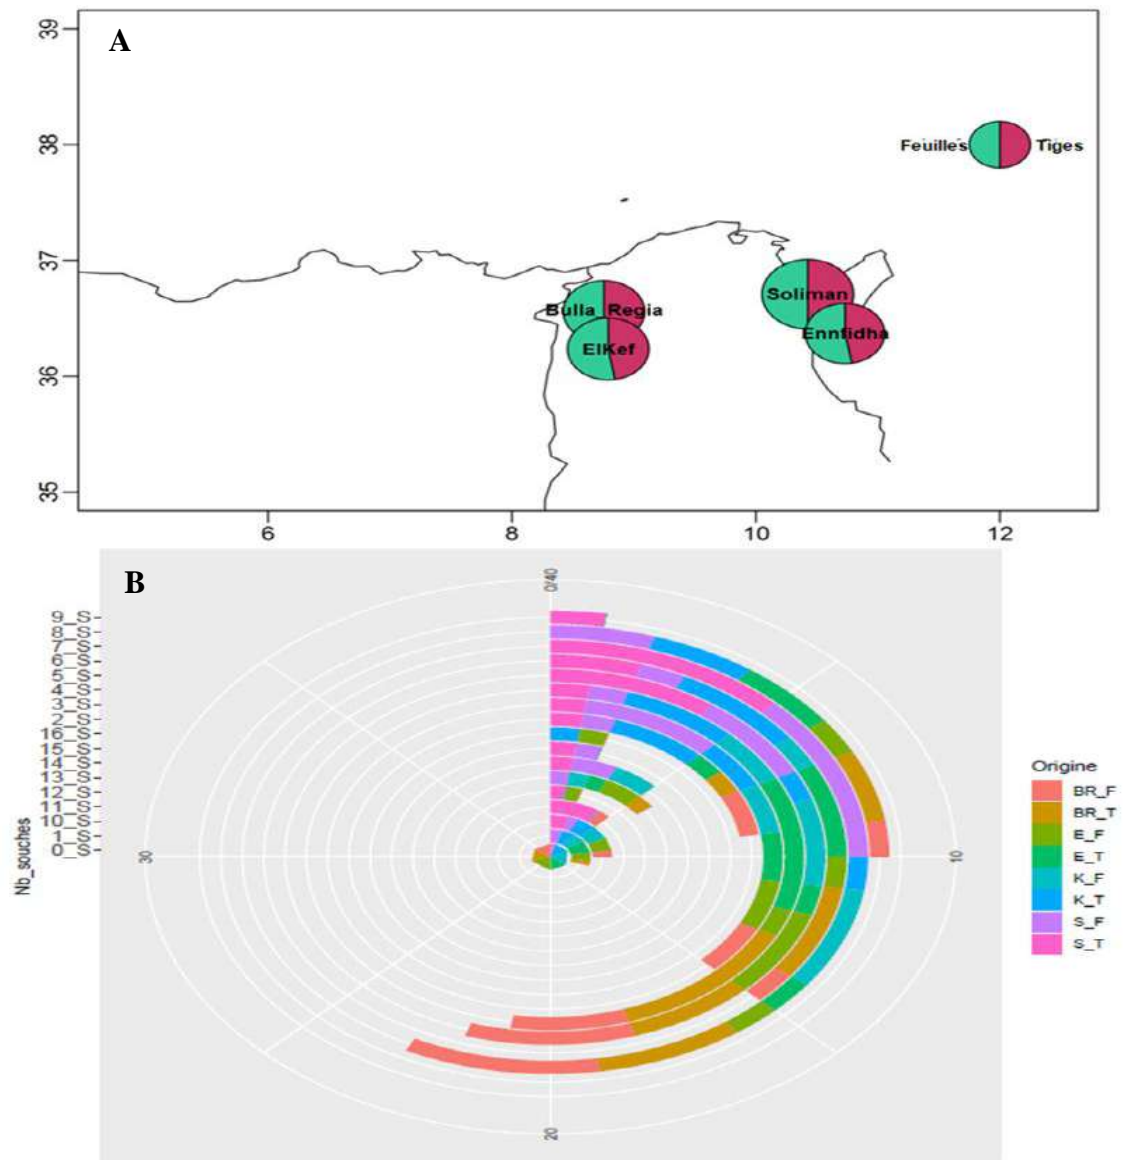 A
39
38
37
36
35
Feuilles Tiges
Bulla Regia
ElKef
Soliman
Ennfidha
6 8 10 12
B
0/40
9_S
8_S
7_S
6_S
5_S
4_S
3_S
2_S
16_S
15_S
14_S
13_S
12_S
11_S
10_S
1_S
0_S
Nb_souches
30
10
20
Origine
BR_F
BR_T
E_F
E_T
K_F
K_T
S_F
S_T